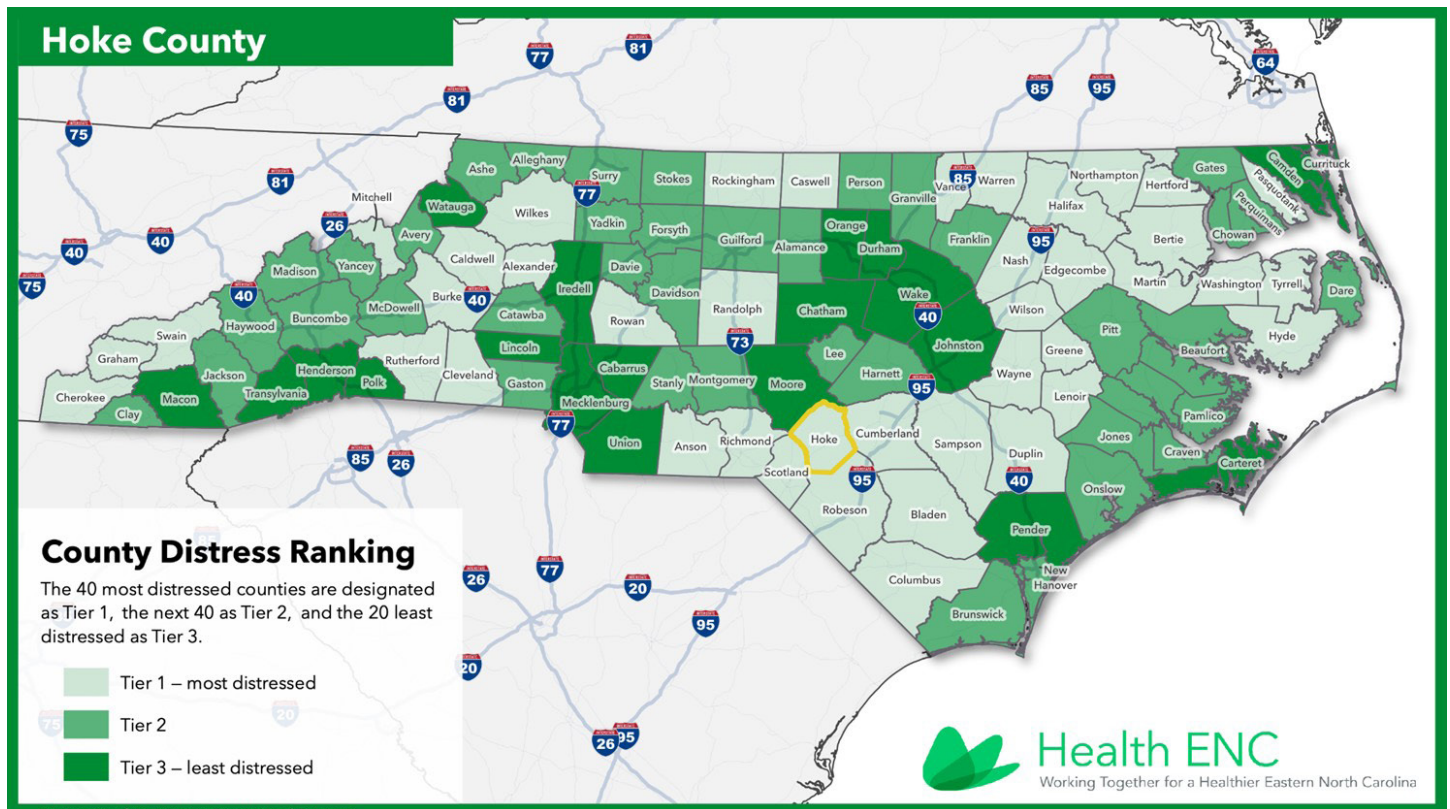 Hoke County
64
77
81
85
95
81
75
81
Mitchell
26
40
40
75
Ashe
Alleghany
Surry
77
Stokes
Rockingham
Caswell
Person
Granville
Vance
85
Warren
Northampton
Hertford
Gates
Camden
Currituck
Pasquotank
Perquimans
Chowan
Watauga
Wilkes
Yadkin
Forsyth
Guilford
Alamance
Orange
Durham
Franklin
Halifax
Bertie
Avery
Caldwell
Alexander
Iredell
Davie
Davidson
Randolph
Chatham
Wake
40
Nash
95
Edgecombe
Martin
Washington
Tyrrell
Dare
Madison
Yancey
McDowell
Burke
40
Catawba
Rowan
73
Johnston
Wilson
Pitt
Beaufort
Hyde
40
Haywood
Buncombe
Swain
Graham
Rutherford
Cleveland
Lincoln
Gaston
Cabarrus
Stanly
Montgomery
Moore
Lee
Harnett
95
Wayne
Greene
Lenoir
Cherokee
Clay
Macon
Jackson
Transylvania
Henderson
Polk
Mecklenburg
77
Union
Anson
Richmond
Hoke
Cumberland
Sampson
Duplin
40
Jones
Craven
Pamlico
Carteret
Onslow
85
26
Scotland
95
Robeson
Bladen
Pender
New
Hanover
Columbus
Brunswick
85
26
77
20
95
20
75
20
26
95
County Distress Ranking
The 40 most distressed counties are designated
as Tier 1, the next 40 as Tier 2, and the 20 least
distressed as Tier 3.
Tier 1 – most distressed
Tier 2
Tier 3 – least distressed
Health ENC
Working Together for a Healthier Eastern North Carolina